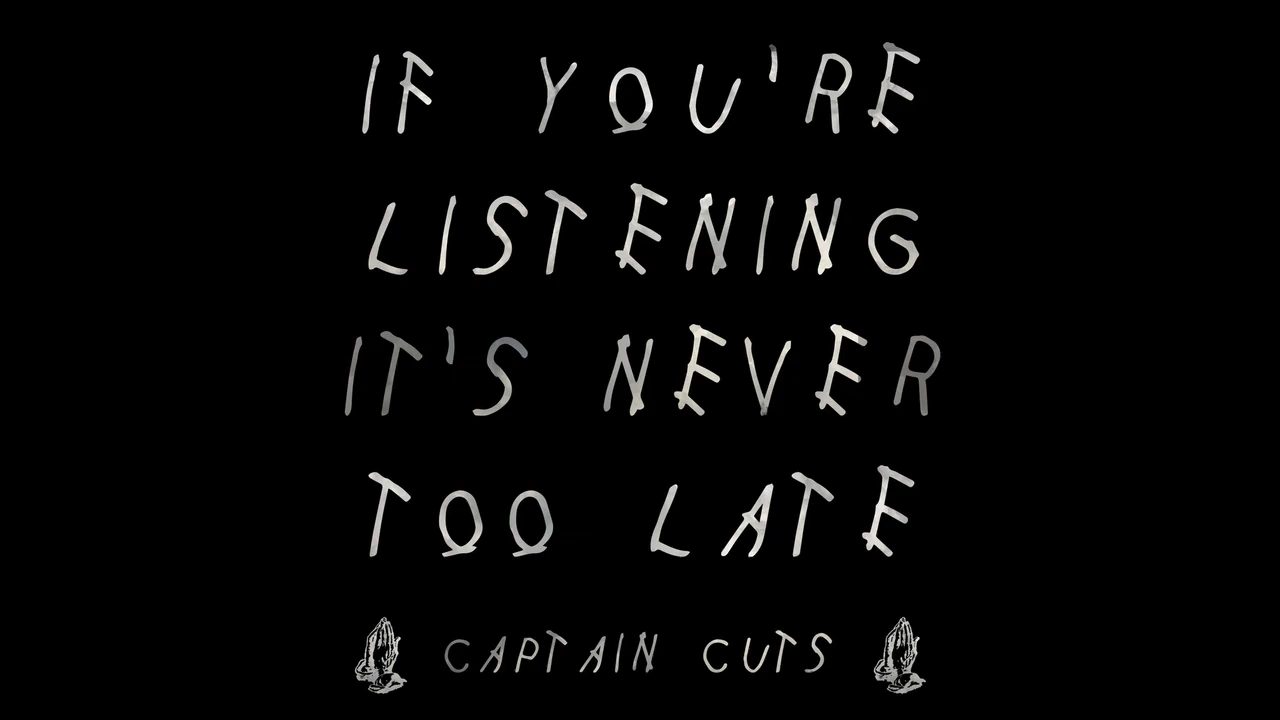 IF YOU'RE
LISTENING
IT'S NEVER
TOO LATE
CAPTAIN CUTS